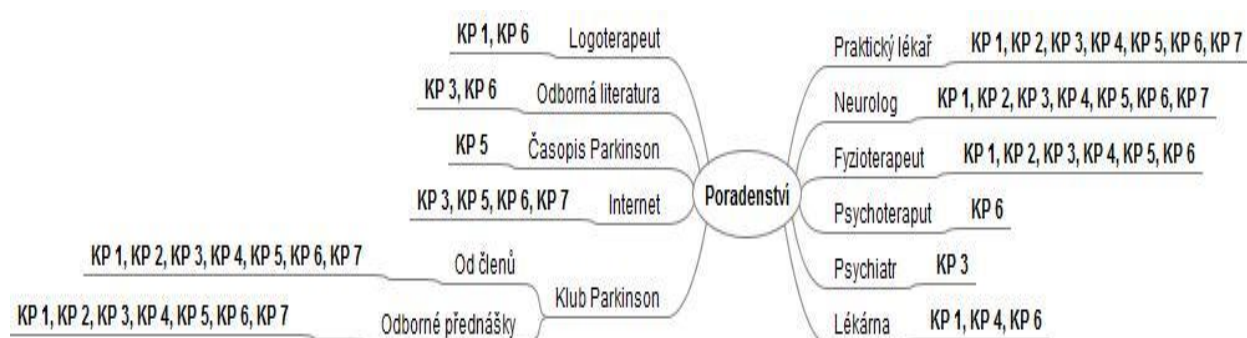 KP 1, KP 6 Logoterapeut
KP 3, KP 6 Odborná literatura
KP 5 Časopis Parkinson
KP 3, KP 5, KP 6, KP 7 Internet
KP 1, KP 2, KP 3, KP 4, KP 5, KP 6, KP 7 Od členů
Klub Parkinson
KP 1, KP 2, KP 3, KP 4, KP 5, KP 6, KP 7 Odborné přednášky
Poradenství
Praktický lékař KP 1, KP 2, KP 3, KP 4, KP 5, KP 6, KP 7
Neurolog KP 1, KP 2, KP 3, KP 4, KP 5, KP 6, KP 7
Fyzioterapeut KP 1, KP 2, KP 3, KP 4, KP 5, KP 6
Psychoteraput KP 6
Psychiatr KP 3
Lékárna KP 1, KP 4, KP 6